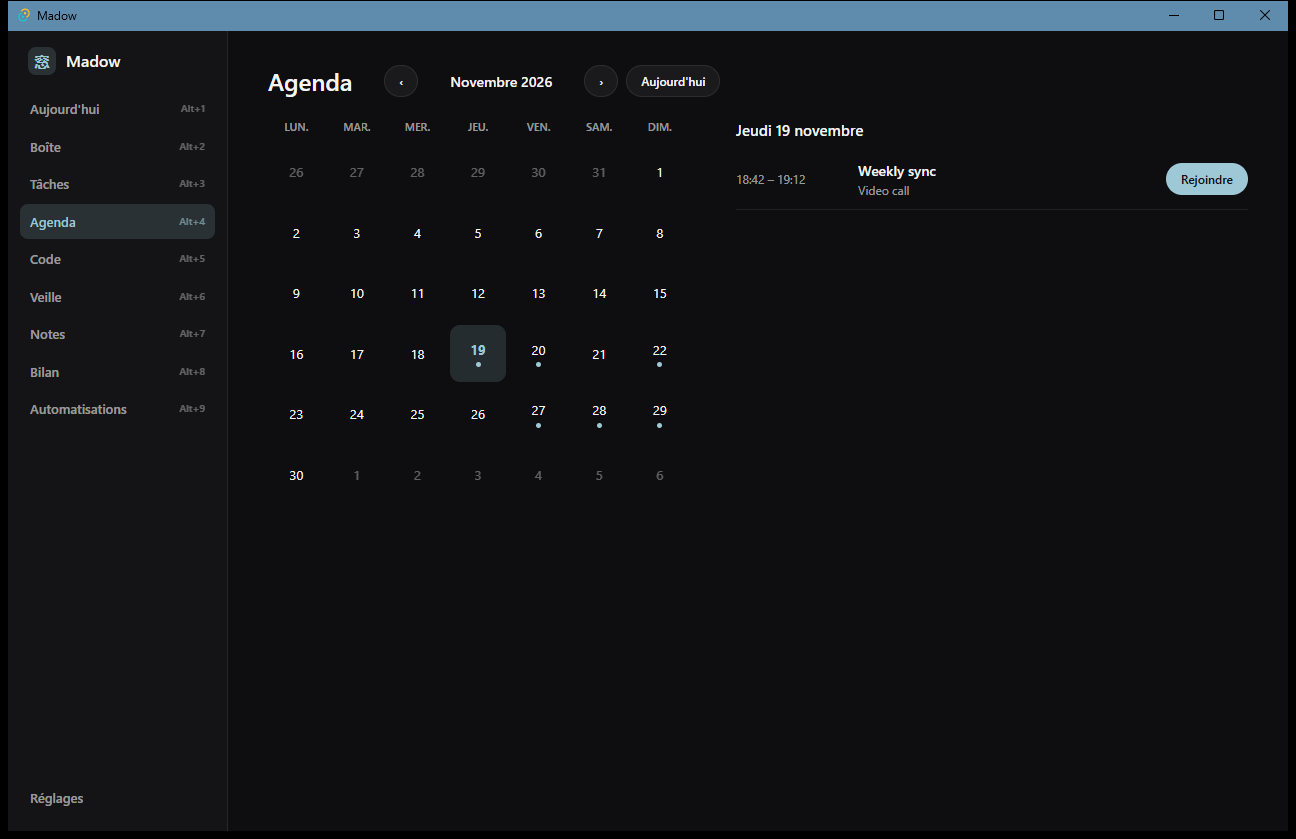 Madow
窓 Madow
Aujourd'hui Alt+1
Boîte Alt+2
Tâches Alt+3
Agenda Alt+4
Code Alt+5
Veille Alt+6
Notes Alt+7
Bilan Alt+8
Automatisations Alt+9
Réglages
Agenda ‹ Novembre 2026 › Aujourd'hui
LUN. MAR. MER. JEU. VEN. SAM. DIM.
26 27 28 29 30 31 1
2 3 4 5 6 7 8
9 10 11 12 13 14 15
16 17 18 19 20 21 22
23 24 25 26 27 28 29
30 1 2 3 4 5 6
Jeudi 19 novembre
18:42 – 19:12 Weekly sync Rejoindre
Video call